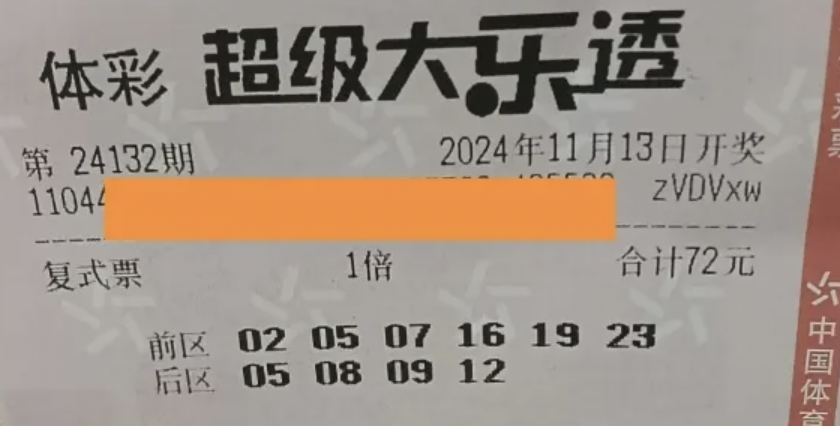 体彩 超级大乐透
第 24132期 2024年11月13日开奖
11044 zVDVxw
复式票 1倍 合计72元
前区 02 05 07 16 19 23
后区 05 08 09 12
中国体育